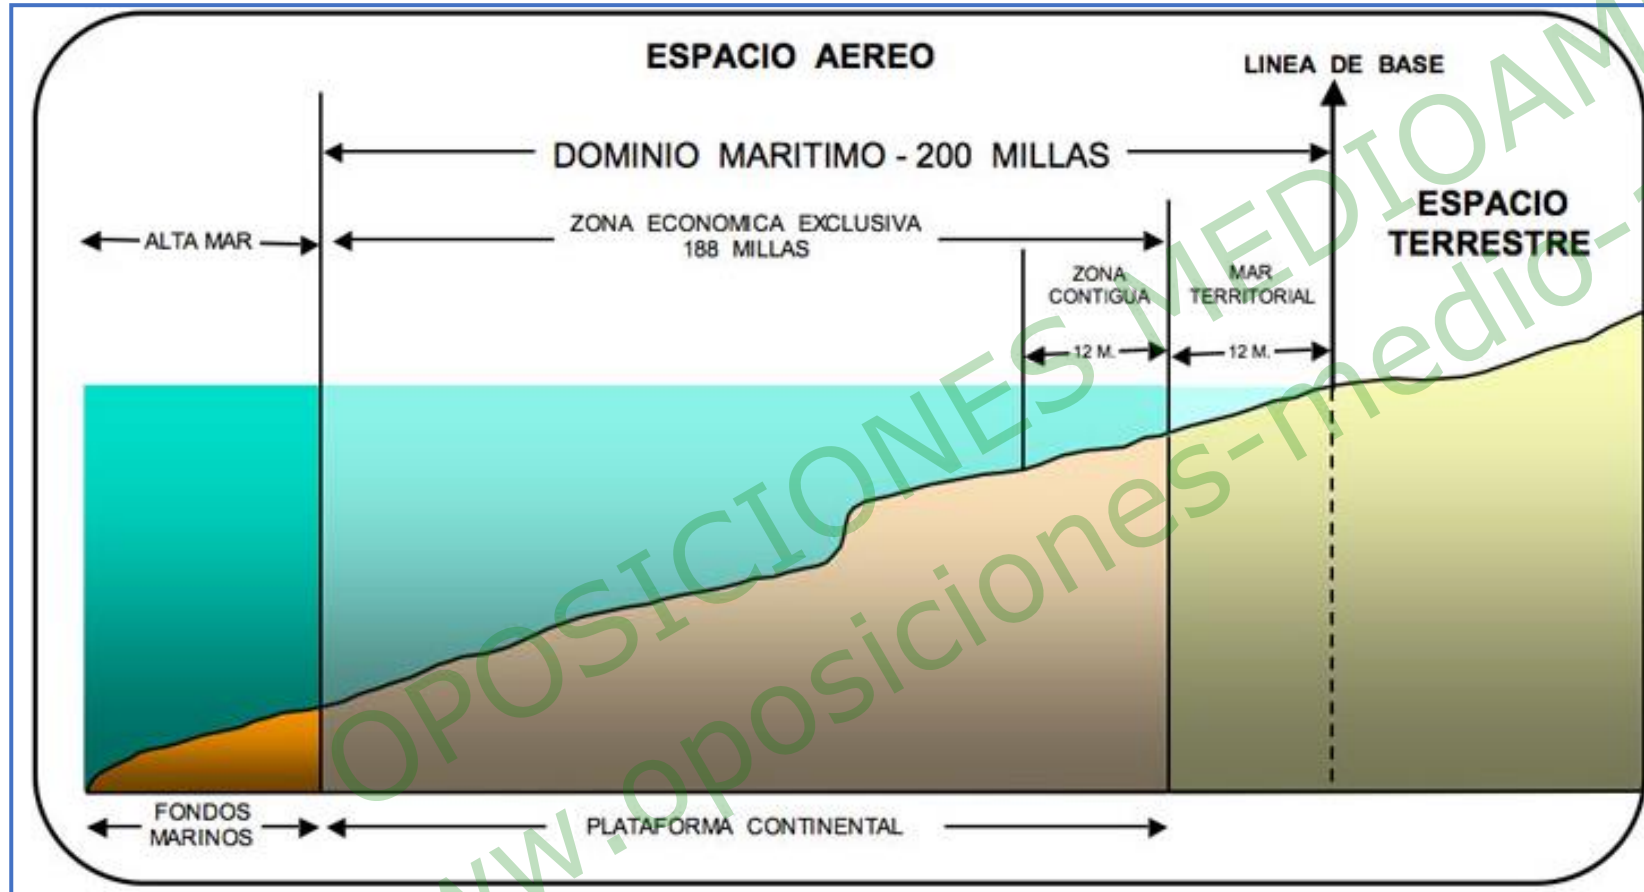 ESPACIO AEREO
LINEA DE BASE
DOMINIO MARITIMO - 200 MILLAS
ESPACIO
TERRESTRE
ALTA MAR
ZONA ECONOMICA EXCLUSIVA
188 MILLAS
ZONA
CONTIGUA
MAR
TERRITORIAL
12 M.
12 M.
FONDOS
MARINOS
PLATAFORMA CONTINENTAL
OPOSICIONES MEDIOAM
www.oposiciones-medio-